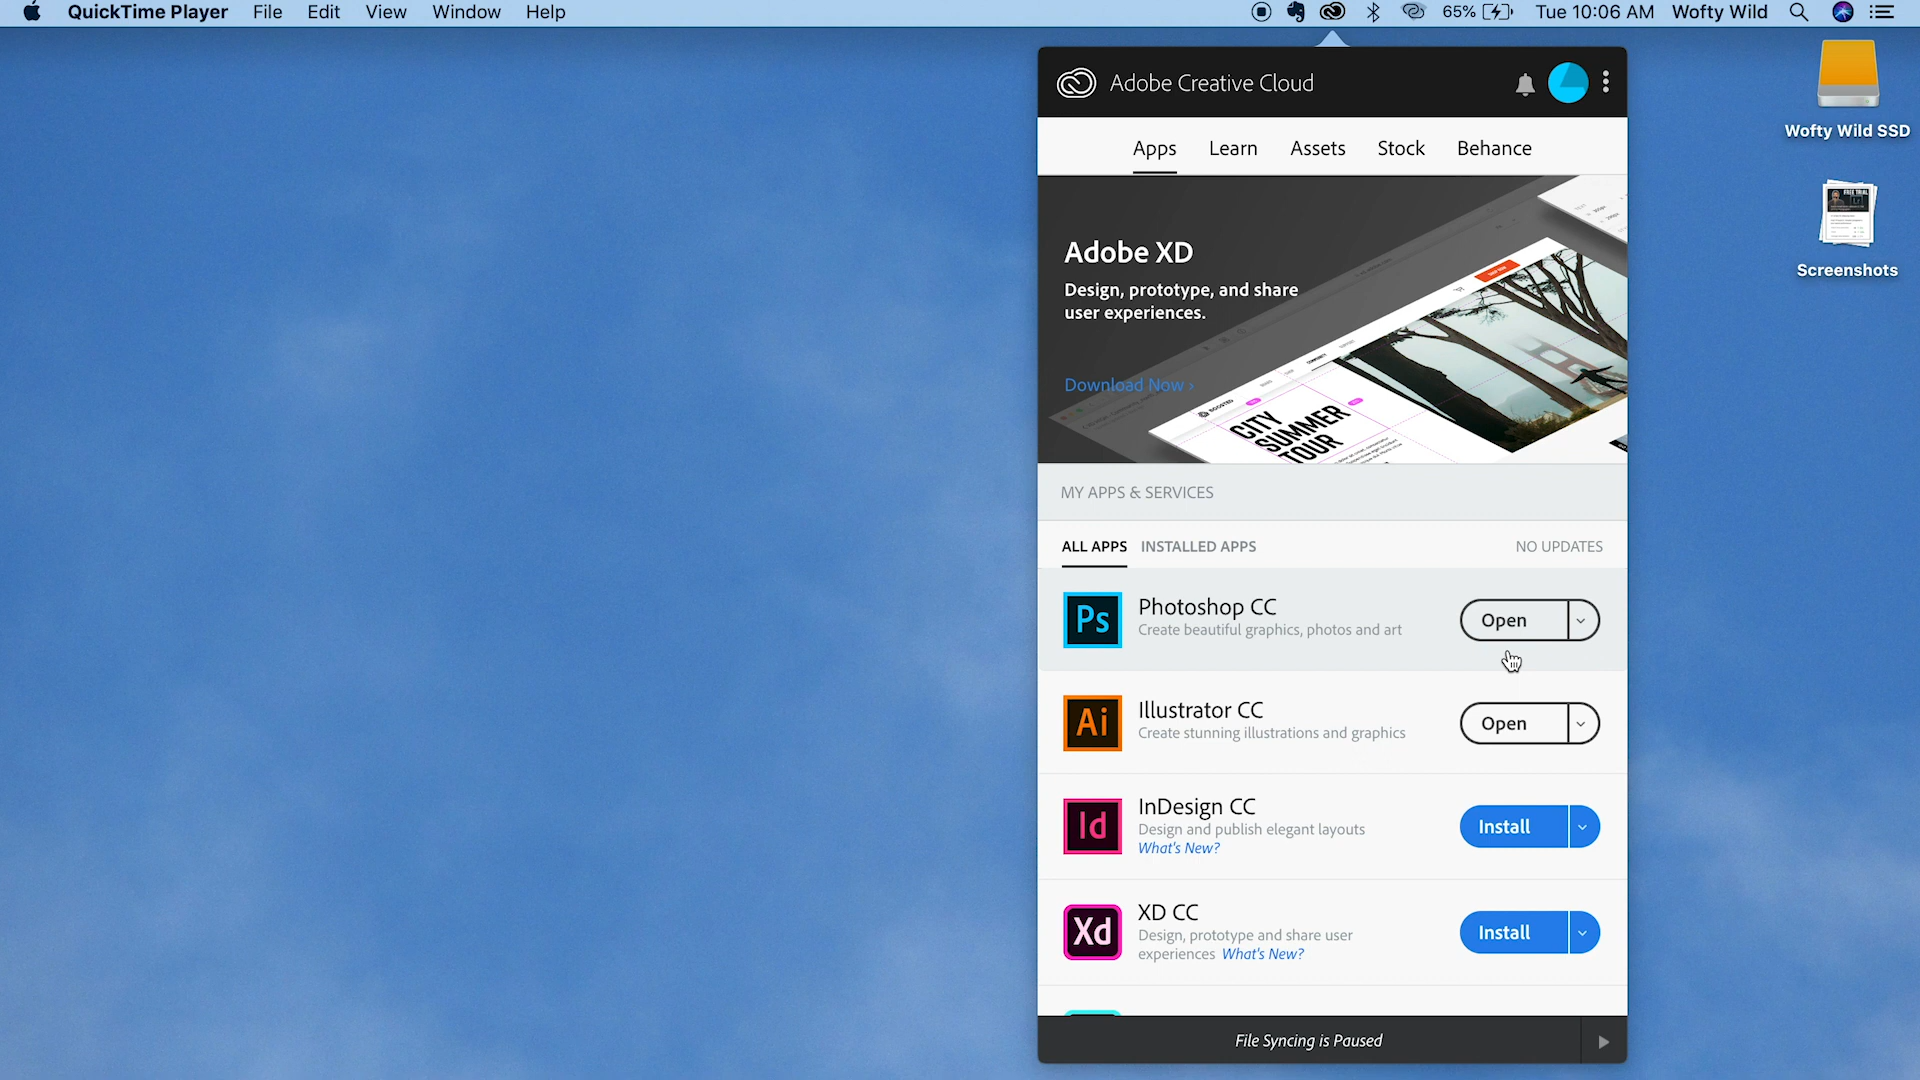 QuickTime Player File Edit View Window Help 65% Tue 10:06 AM Wofty Wild
Adobe Creative Cloud
Apps Learn Assets Stock Behance
Adobe XD
Design, prototype, and share
user experiences.
Download Now ›
CITY
SUMMER
TOUR
MY APPS & SERVICES
ALL APPS INSTALLED APPS NO UPDATES
Ps
Photoshop CC
Create beautiful graphics, photos and art
Open
Ai
Illustrator CC
Create stunning illustrations and graphics
Open
Id
InDesign CC
Design and publish elegant layouts
What's New?
Install
Xd
XD CC
Design, prototype and share user
experiences What's New?
Install
File Syncing is Paused
Wofty Wild SSD
FREE TRIAL
Screenshots